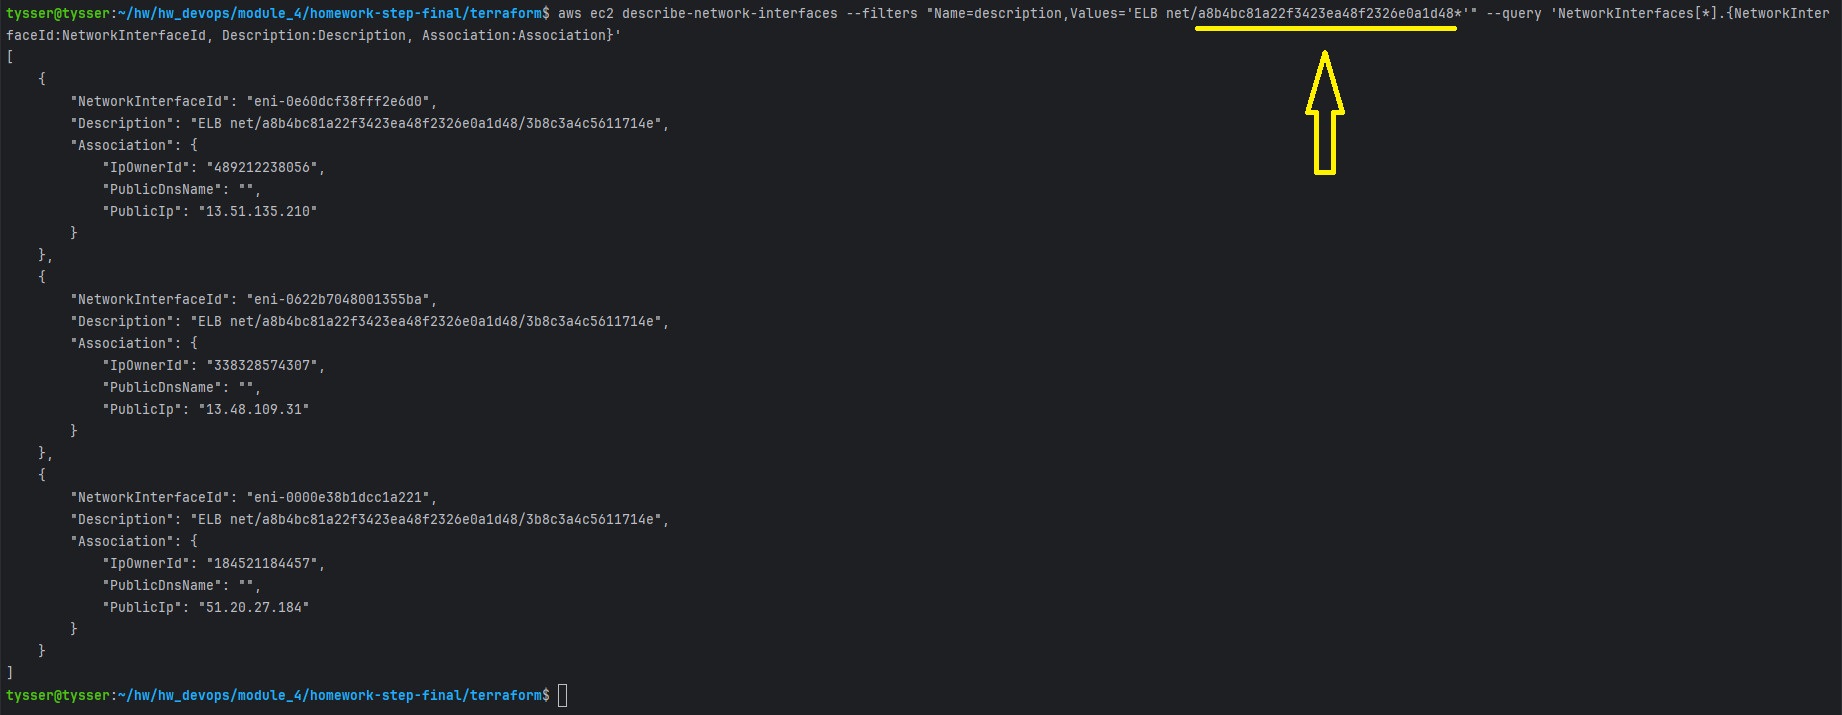 tysser@tysser:~/hw/hw_devops/module_4/homework-step-final/terraform$ aws ec2 describe-network-interfaces --filters "Name=description,Values='ELB net/a8b4bc81a22f3423ea48f2326e0a1d48*'" --query 'NetworkInterfaces[*].{NetworkInter
faceId:NetworkInterfaceId, Description:Description, Association:Association}'
[
    {
        "NetworkInterfaceId": "eni-0e60dcf38fff2e6d0",
        "Description": "ELB net/a8b4bc81a22f3423ea48f2326e0a1d48/3b8c3a4c5611714e",
        "Association": {
            "IpOwnerId": "489212238056",
            "PublicDnsName": "",
            "PublicIp": "13.51.135.210"
        }
    },
    {
        "NetworkInterfaceId": "eni-0622b7048001355ba",
        "Description": "ELB net/a8b4bc81a22f3423ea48f2326e0a1d48/3b8c3a4c5611714e",
        "Association": {
            "IpOwnerId": "338328574307",
            "PublicDnsName": "",
            "PublicIp": "13.48.109.31"
        }
    },
    {
        "NetworkInterfaceId": "eni-0000e38b1dcc1a221",
        "Description": "ELB net/a8b4bc81a22f3423ea48f2326e0a1d48/3b8c3a4c5611714e",
        "Association": {
            "IpOwnerId": "184521184457",
            "PublicDnsName": "",
            "PublicIp": "51.20.27.184"
        }
    }
]
tysser@tysser:~/hw/hw_devops/module_4/homework-step-final/terraform$